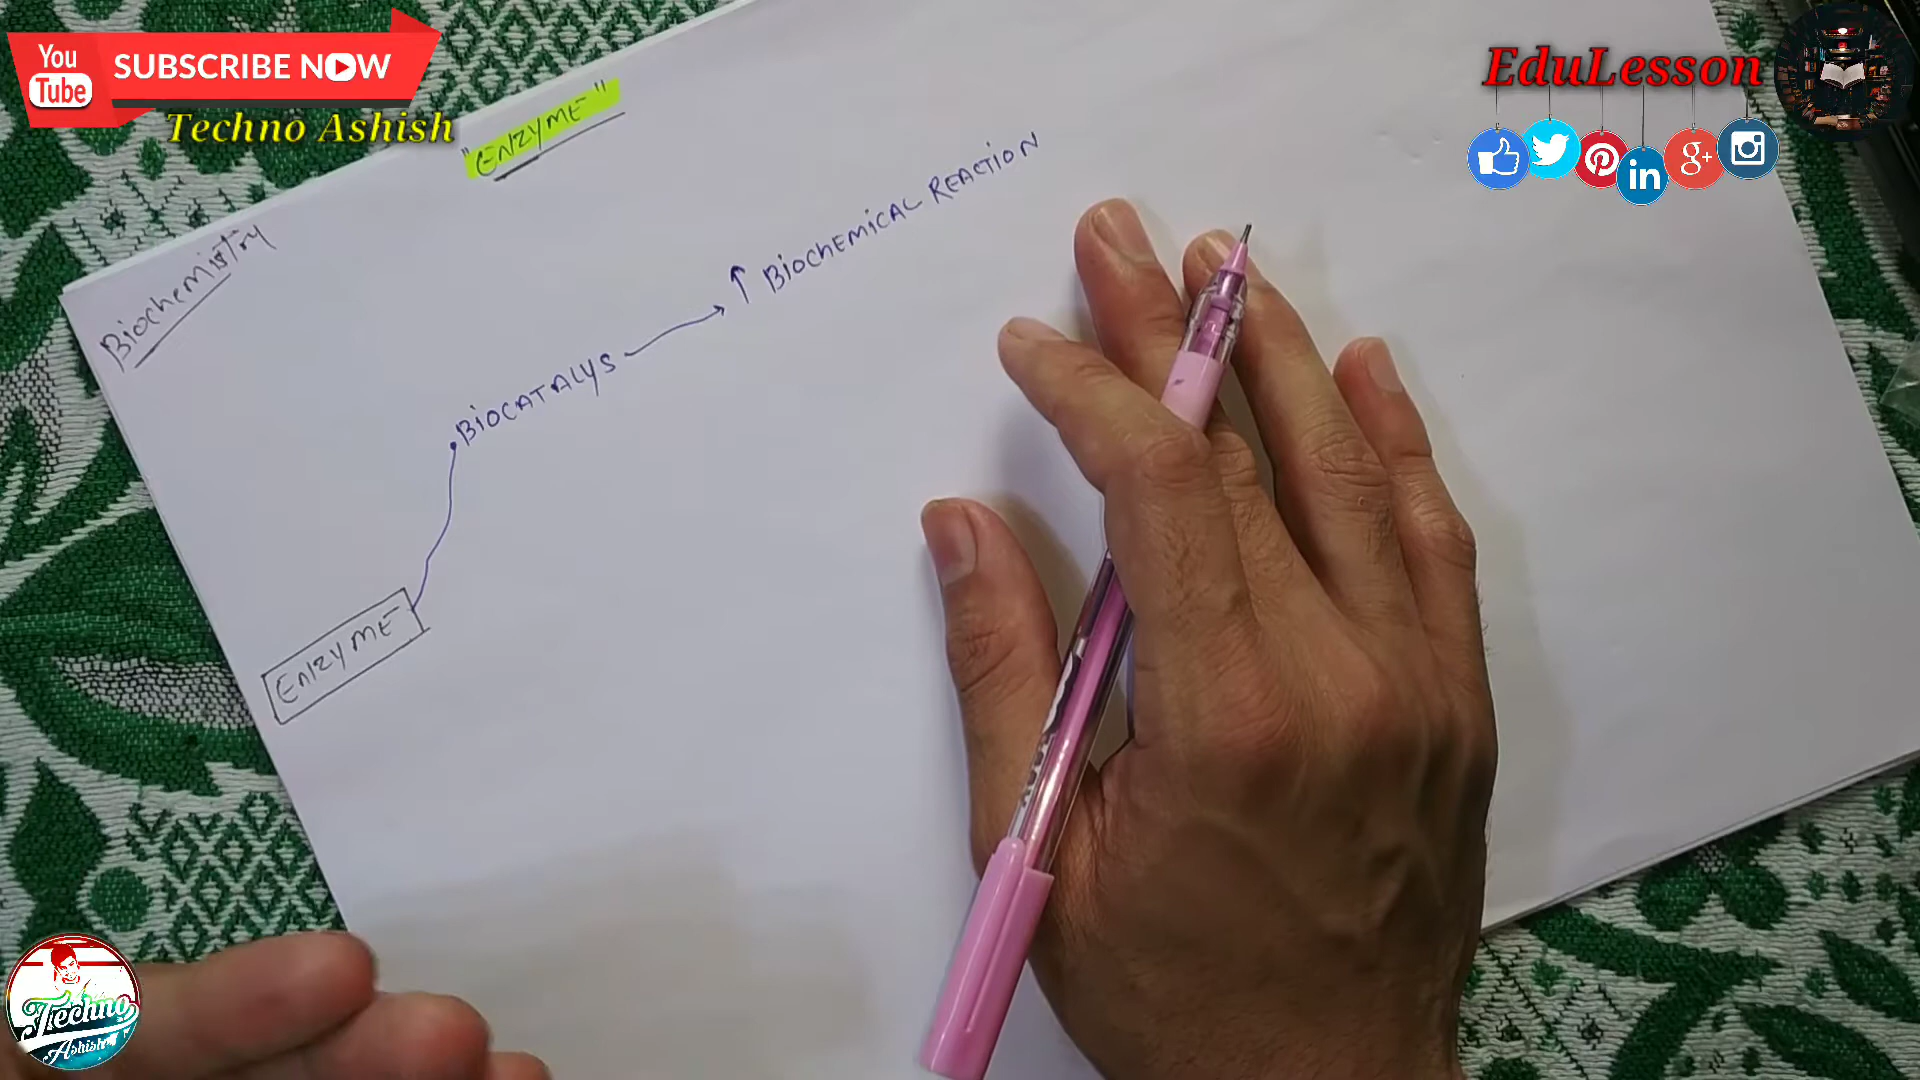 You
Tube
SUBSCRIBE NOW
Techno Ashish
EduLesson
"ENZYME"
Biochemistry
BIOCATALYS → ↑ BIOCHEMICAL REACTION
ENZYME
Techno
Ashish